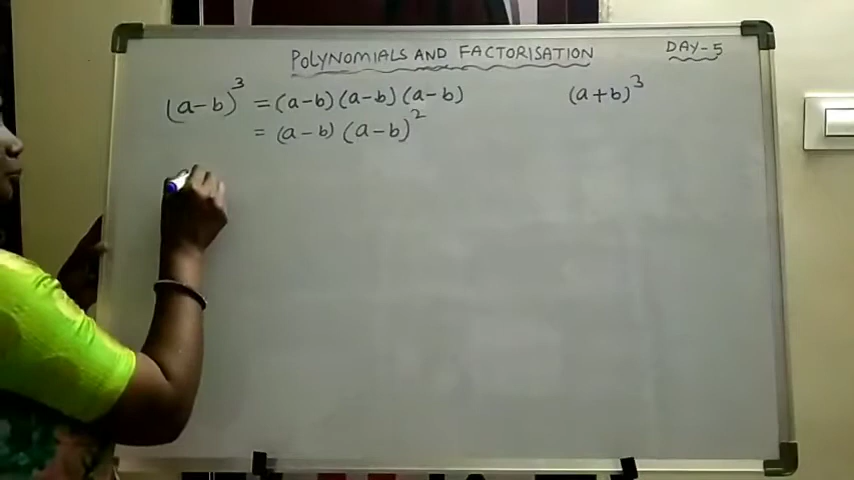 POLYNOMIALS AND FACTORISATION DAY-5
(a-b)³ = (a-b)(a-b)(a-b) (a+b)³
= (a-b) (a-b)²